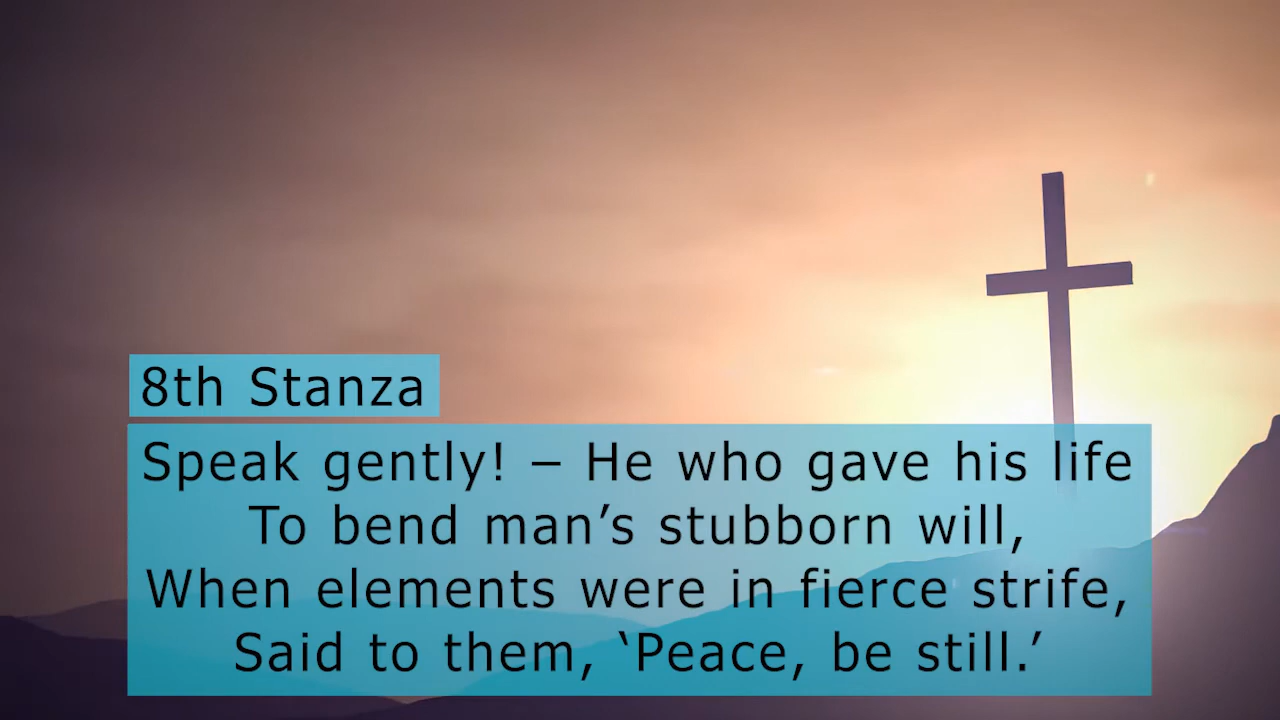 8th Stanza
Speak gently! – He who gave his life
To bend man’s stubborn will,
When elements were in fierce strife,
Said to them, ‘Peace, be still.’